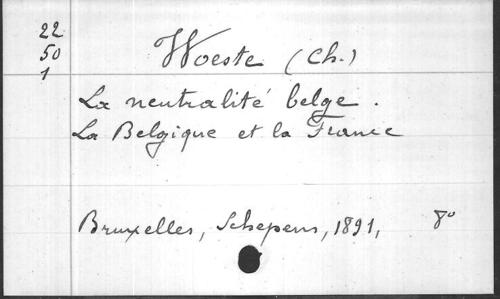 22
50
1
Woeste (Ch.)
La neutralité belge.
La Belgique et la France
Bruxelles, Schepens, 1891, 8°